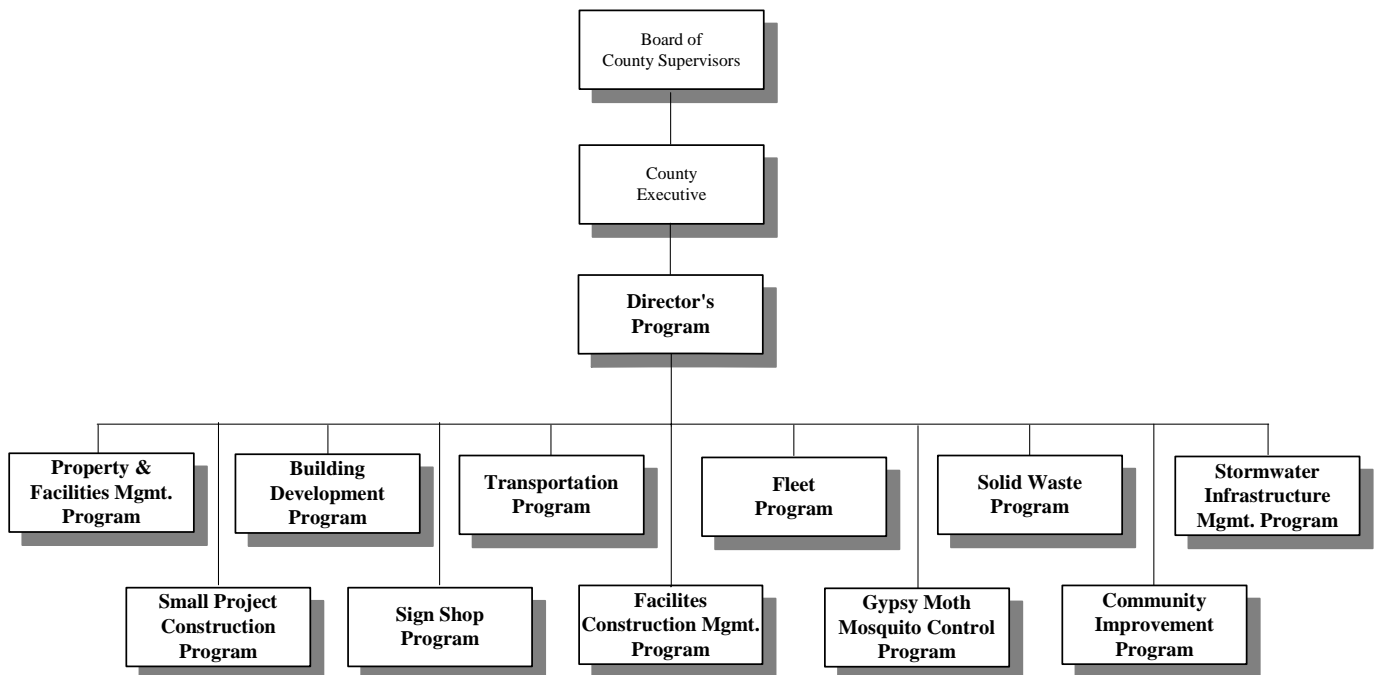 Board of
County Supervisors
County
Executive
Director's
Program
Property &
Facilities Mgmt.
Program
Building
Development
Program
Transportation
Program
Fleet
Program
Solid Waste
Program
Stormwater
Infrastructure
Mgmt. Program
Small Project
Construction
Program
Sign Shop
Program
Facilites
Construction Mgmt.
Program
Gypsy Moth
Mosquito Control
Program
Community
Improvement
Program